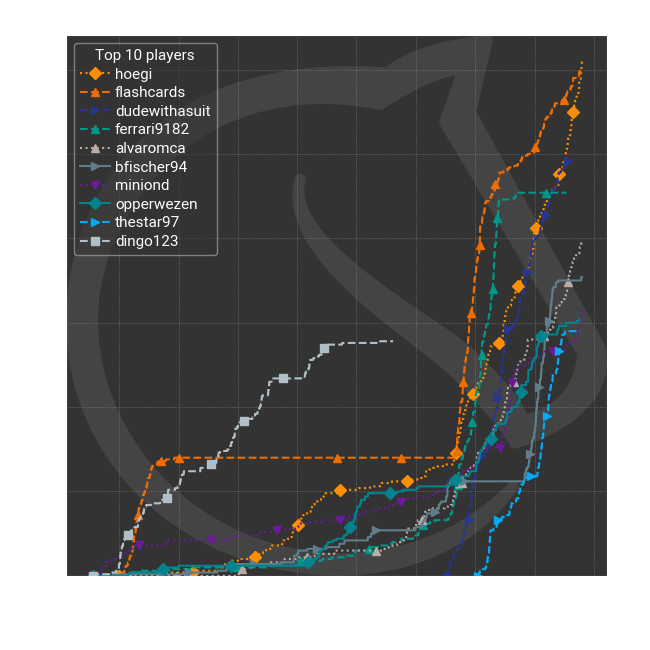 Top 10 players
hoegi
flashcards
dudewithasuit
ferrari9182
alvaromca
bfischer94
miniond
opperwezen
thestar97
dingo123